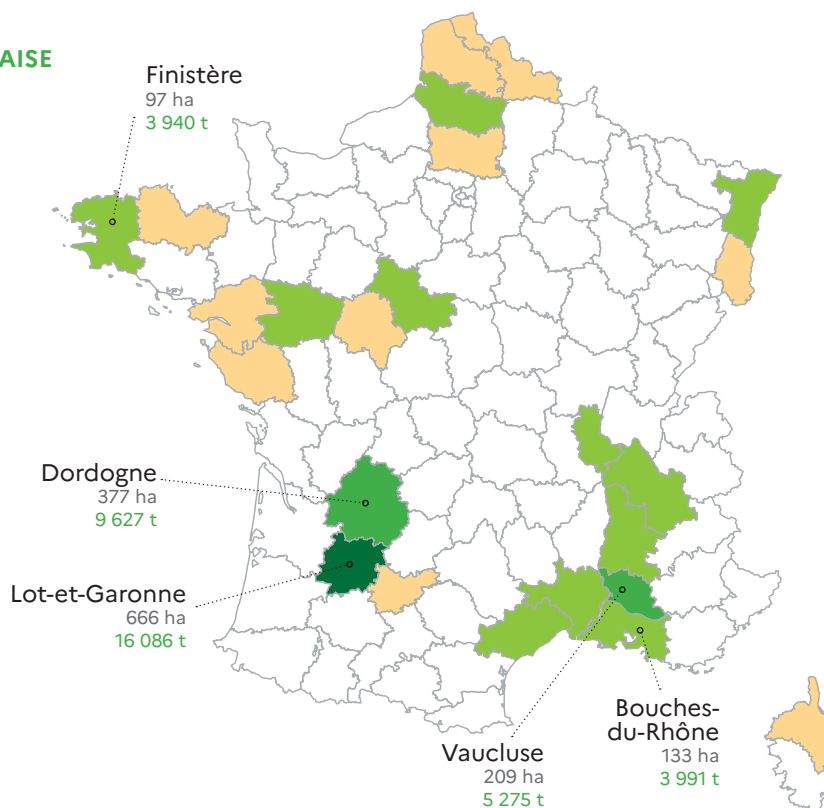 AISE
Finistère
97 ha
3 940 t
Dordogne
377 ha
9 627 t
Lot-et-Garonne
666 ha
16 086 t
Bouches-
du-Rhône
133 ha
3 991 t
Vaucluse
209 ha
5 275 t